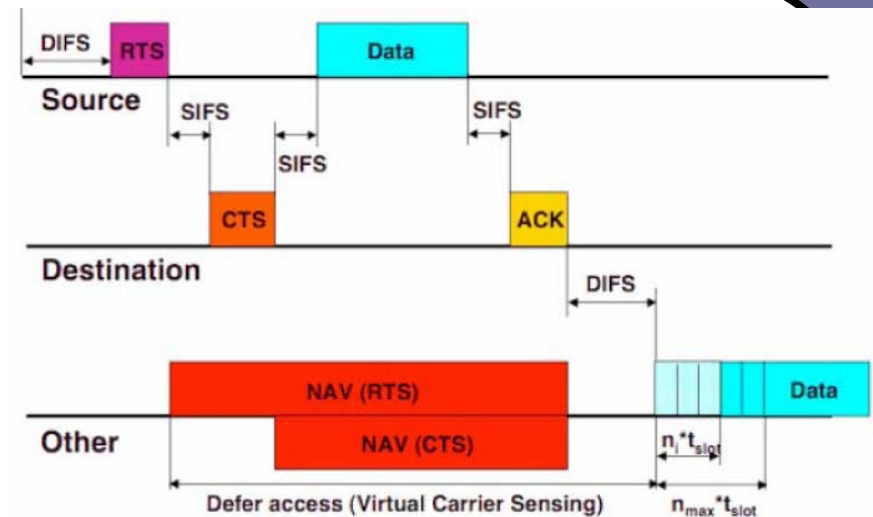 DIFS
RTS
Data
Source
SIFS
SIFS
SIFS
CTS
ACK
Destination
DIFS
NAV (RTS)
Data
Other
NAV (CTS)
nᵢ*tₛₗₒₜ
Defer access (Virtual Carrier Sensing)
nₘₐₓ*tₛₗₒₜ